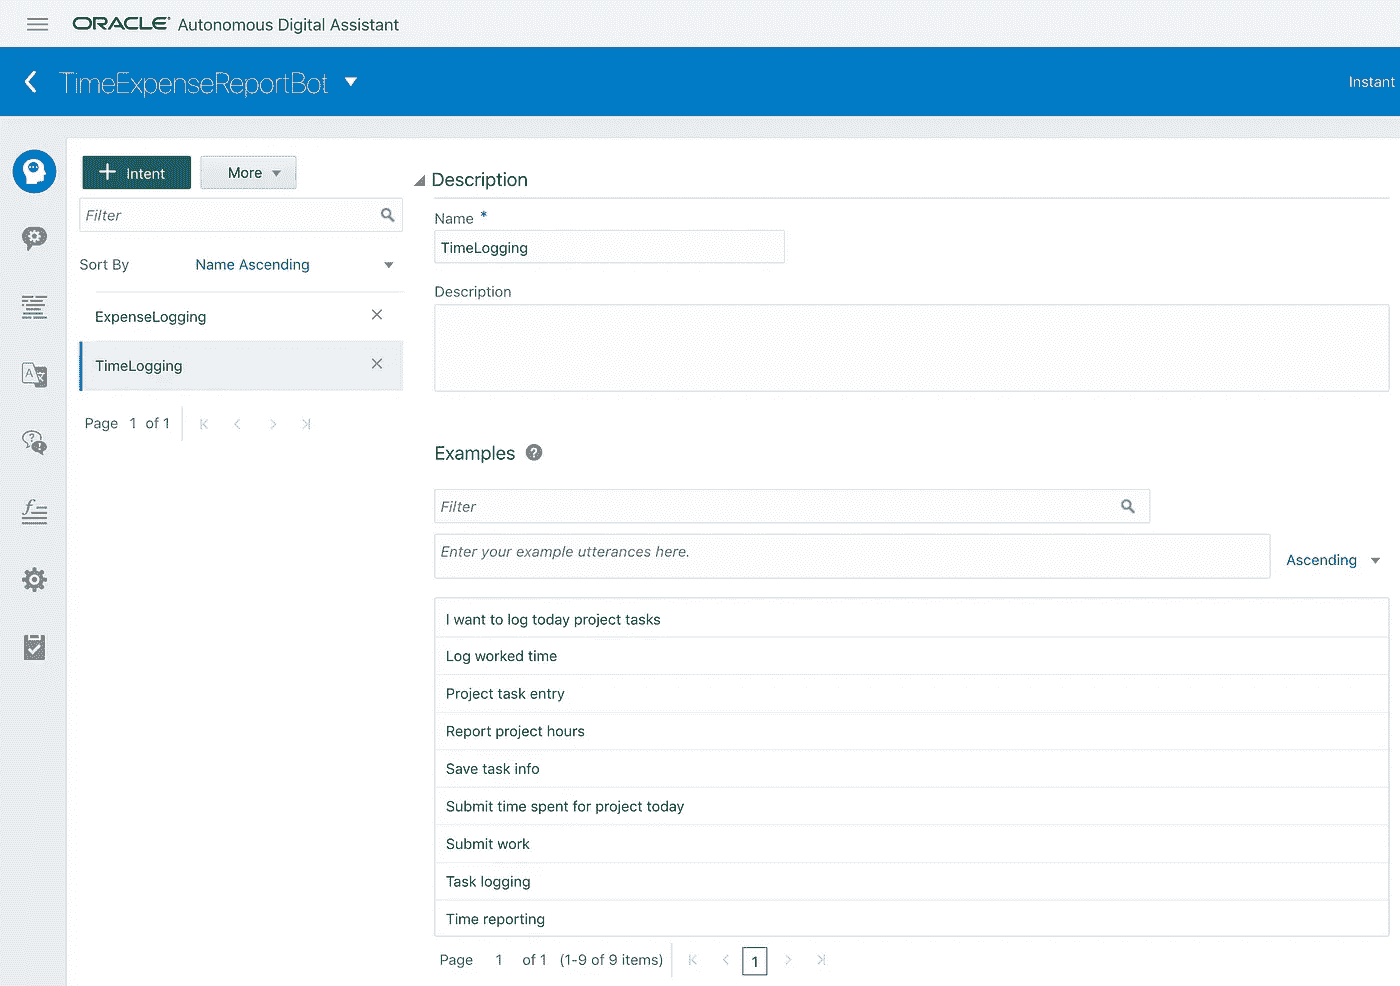 ORACLE Autonomous Digital Assistant
TimeExpenseReportBot
Instant
+ Intent
More
Filter
Sort By Name Ascending
ExpenseLogging
TimeLogging
Page 1 of 1
Description
Name *
TimeLogging
Description
Examples ?
Filter
Enter your example utterances here.
Ascending
I want to log today project tasks
Log worked time
Project task entry
Report project hours
Save task info
Submit time spent for project today
Submit work
Task logging
Time reporting
Page 1 of 1 (1-9 of 9 items) 1